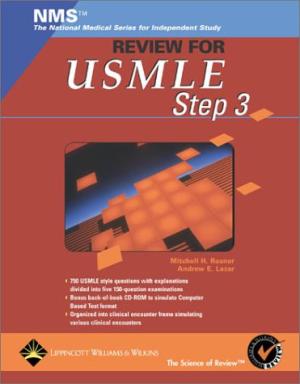 NMS™
The National Medical Series for Independent Study
REVIEW FOR
USMLE
Step 3
Mitchell H. Rosner
Andrew E. Lazar
• 750 USMLE style questions with explanations
divided into five 150-question examinations
• Bonus back-of-book CD-ROM to simulate Computer
Based Test format
• Organized into clinical encounter frame simulating
various clinical encounters
LIPPINCOTT WILLIAMS & WILKINS
The Science of Review™